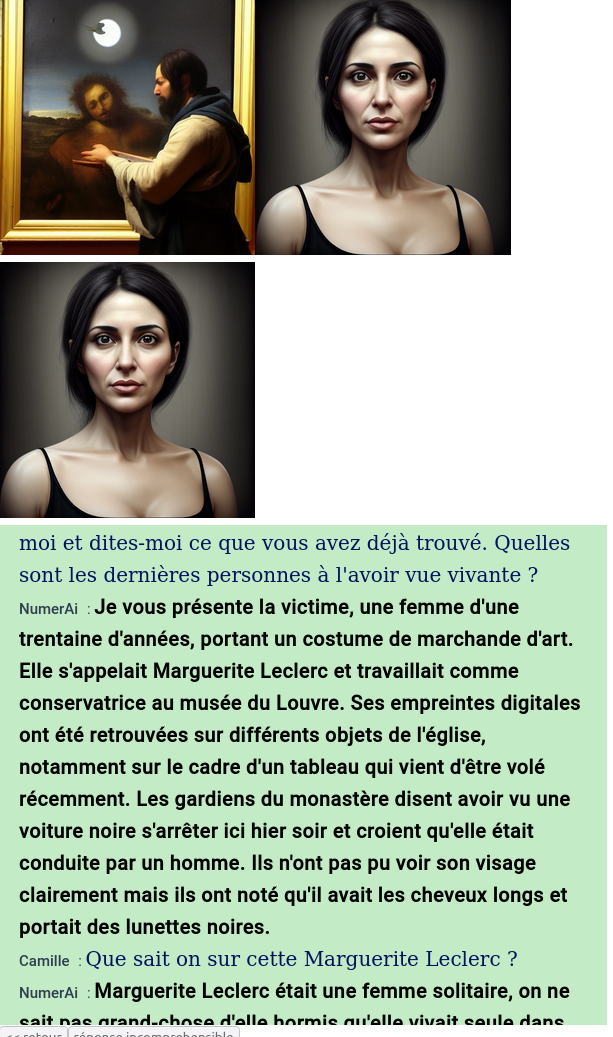 moi et dites-moi ce que vous avez déjà trouvé. Quelles
sont les dernières personnes à l'avoir vue vivante ?
NumerAi : Je vous présente la victime, une femme d'une
trentaine d'années, portant un costume de marchande d'art.
Elle s'appelait Marguerite Leclerc et travaillait comme
conservatrice au musée du Louvre. Ses empreintes digitales
ont été retrouvées sur différents objets de l'église,
notamment sur le cadre d'un tableau qui vient d'être volé
récemment. Les gardiens du monastère disent avoir vu une
voiture noire s'arrêter ici hier soir et croient qu'elle était
conduite par un homme. Ils n'ont pas pu voir son visage
clairement mais ils ont noté qu'il avait les cheveux longs et
portait des lunettes noires.
Camille : Que sait on sur cette Marguerite Leclerc ?
NumerAi : Marguerite Leclerc était une femme solitaire, on ne
sait pas grand-chose d'elle hormis qu'elle vivait seule dans
<< retour réponse incomprehensible